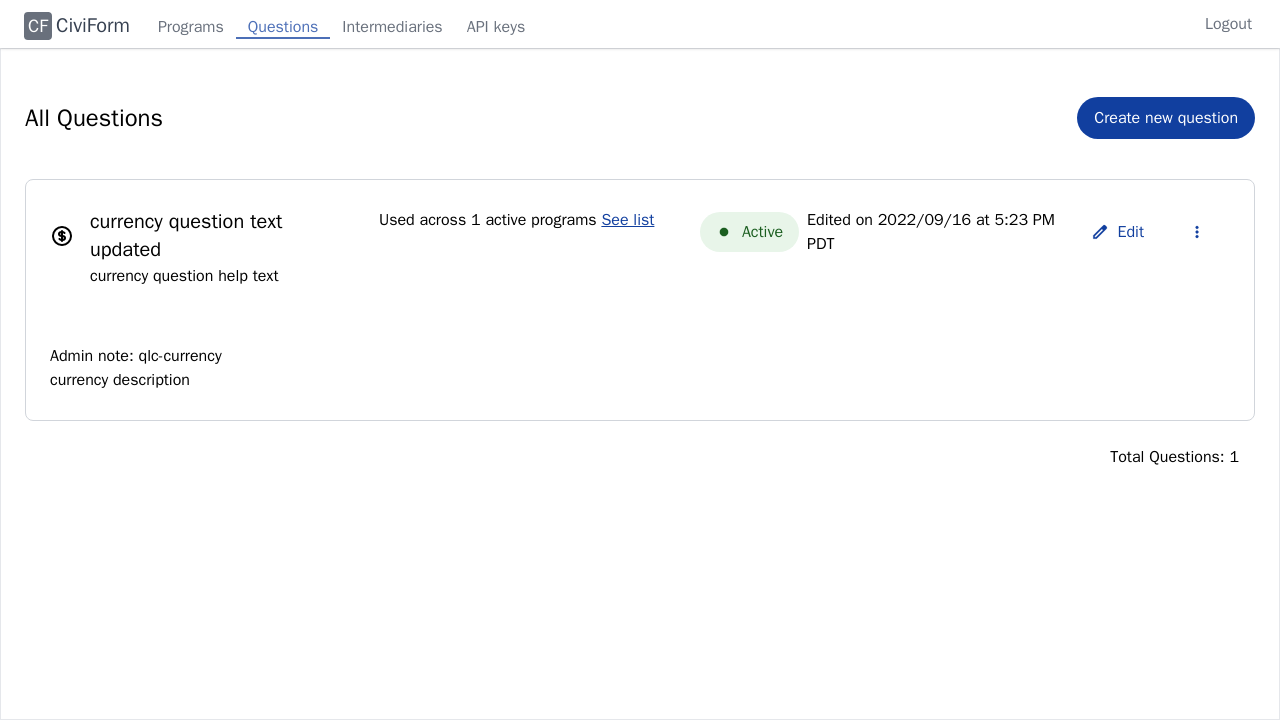 CF CiviForm Programs Questions Intermediaries API keys Logout
All Questions
Create new question
currency question text
updated
currency question help text
Used across 1 active programs See list
Active
Edited on 2022/09/16 at 5:23 PM
PDT
Edit
Admin note: qlc-currency
currency description
Total Questions: 1